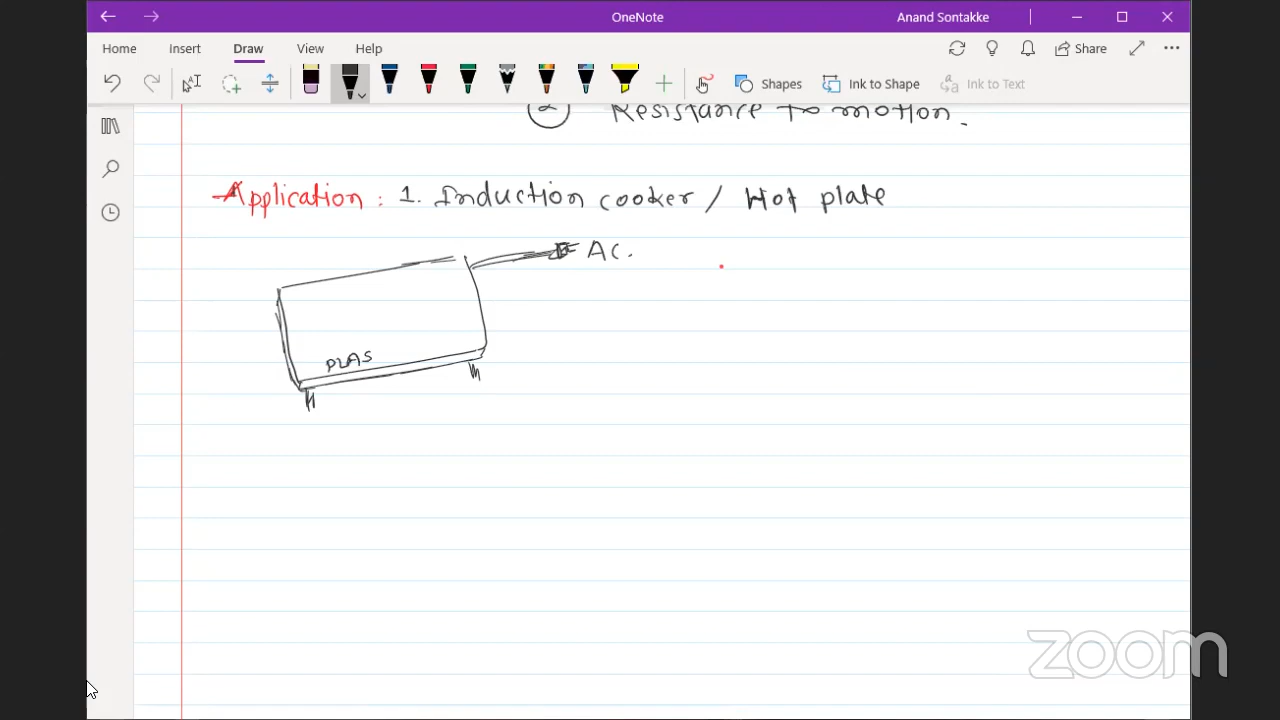 OneNote
Anand Sontakke
Home Insert Draw View Help
Share
Shapes Ink to Shape Ink to Text
2 Resistance to motion.
Application : 1. Induction cooker / Hot plate
AC.
PLAS
zoom